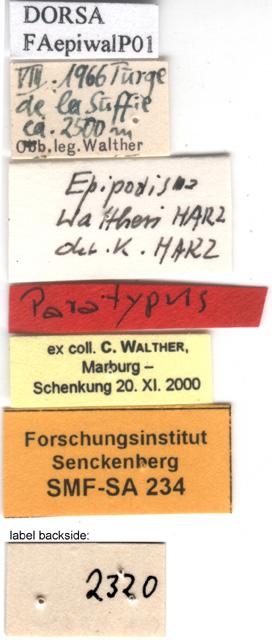 DORSA
FAepiwalP01
VIII. 1966 Turge
de la Suffie
ca. 2500 m
Obb, leg. Walther
Epipodisma
Waltheri HARZ
det. K. HARZ
Paratypus
ex coll. C. WALTHER,
Marburg –
Schenkung 20. XI. 2000
Forschungsinstitut
Senckenberg
SMF-SA 234
label backside:
2320